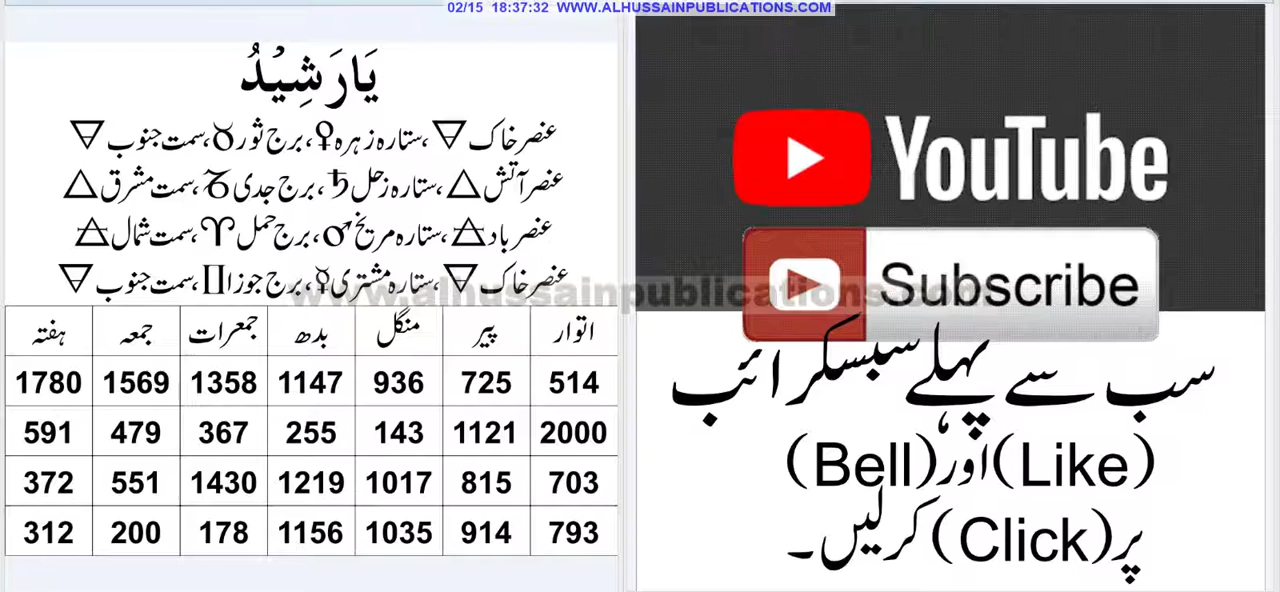 02/15 18:37:32 WWW.ALHUSSAINPUBLICATIONS.COM
یَارَشِیْدُ
عنصر خاک 🜃، ستارہ زہرہ ♀، برج ثور ♉، سمت جنوب 🜃
عنصر آتش △، ستارہ زحل ♄، برج جدی ♑، سمت مشرق △
عنصر باد 🜁، ستارہ مریخ ♂، برج حمل ♈، سمت شمال 🜁
عنصر خاک 🜃، ستارہ مشتری ☿، برج جوزا ♊، سمت جنوب 🜃
اتوار پیر منگل بدھ جمعرات جمعہ ہفتہ
514 725 936 1147 1358 1569 1780
2000 1121 143 255 367 479 591
703 815 1017 1219 1430 551 372
793 914 1035 1156 178 200 312
www.alhussainpublications.com
YouTube
Subscribe
سب سے پہلے سبسکرائب
(Like) اور (Bell)
پر (Click) کرلیں۔